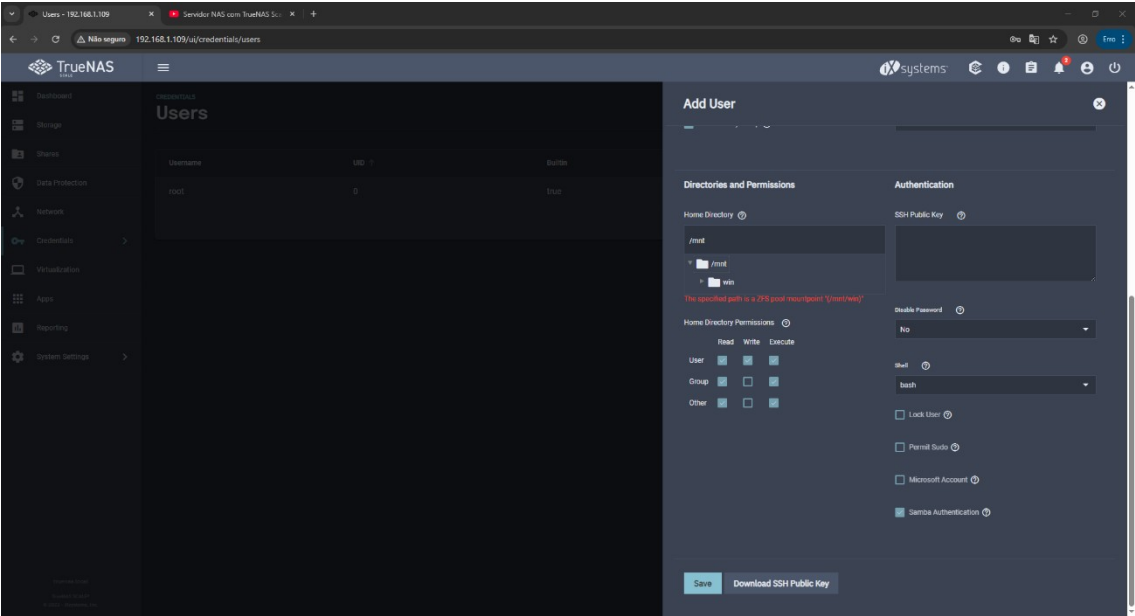 Users - 192.168.1.109
Servidor NAS com TrueNAS Sca
Não seguro
192.168.1.109/ui/credentials/users
Erro
TrueNAS
SCALE
iXsystems
Dashboard
Storage
Shares
Data Protection
Network
Credentials
Virtualization
Apps
Reporting
System Settings
CREDENTIALS
Users
Username UID Builtin
root 0 true
Add User
Directories and Permissions
Home Directory
/mnt
/mnt
win
The specified path is a ZFS pool mountpoint "(/mnt/win)"
Home Directory Permissions
Read Write Execute
User
Group
Other
Authentication
SSH Public Key
Disable Password
No
Shell
bash
Lock User
Permit Sudo
Microsoft Account
Samba Authentication
Save
Download SSH Public Key